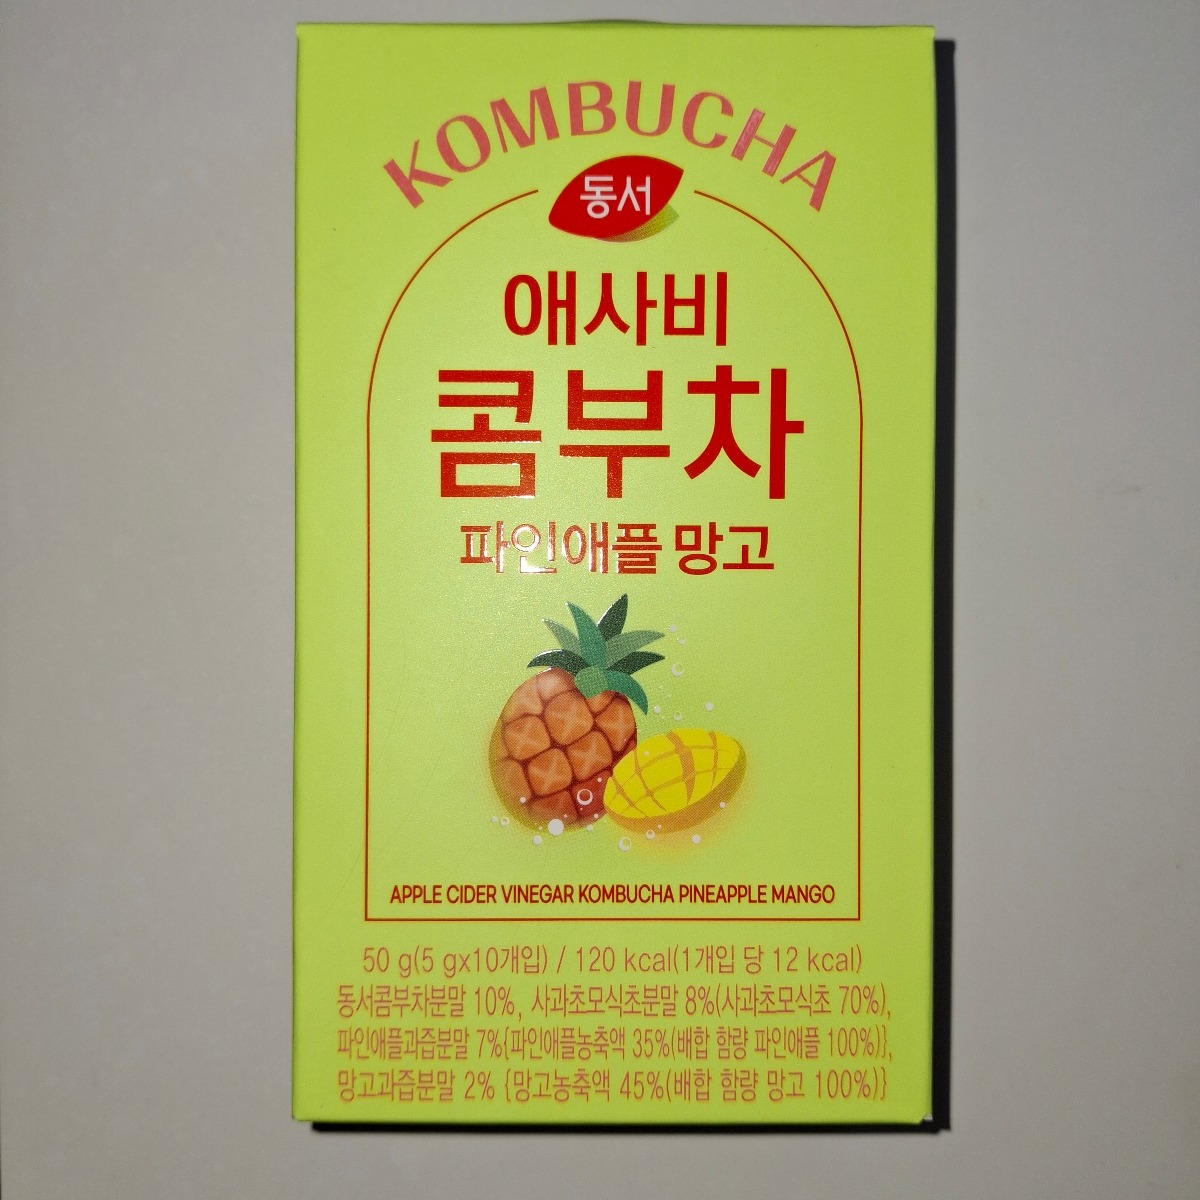 KOMBUCHA
동서
애사비
콤부차
파인애플 망고
APPLE CIDER VINEGAR KOMBUCHA PINEAPPLE MANGO
50 g(5 gx10개입) / 120 kcal(1개입 당 12 kcal)
동서콤부차분말 10%, 사과초모식초분말 8%(사과초모식초 70%),
파인애플과즙분말 7%{파인애플농축액 35%(배합 함량 파인애플 100%)},
망고과즙분말 2% {망고농축액 45%(배합 함량 망고 100%)}